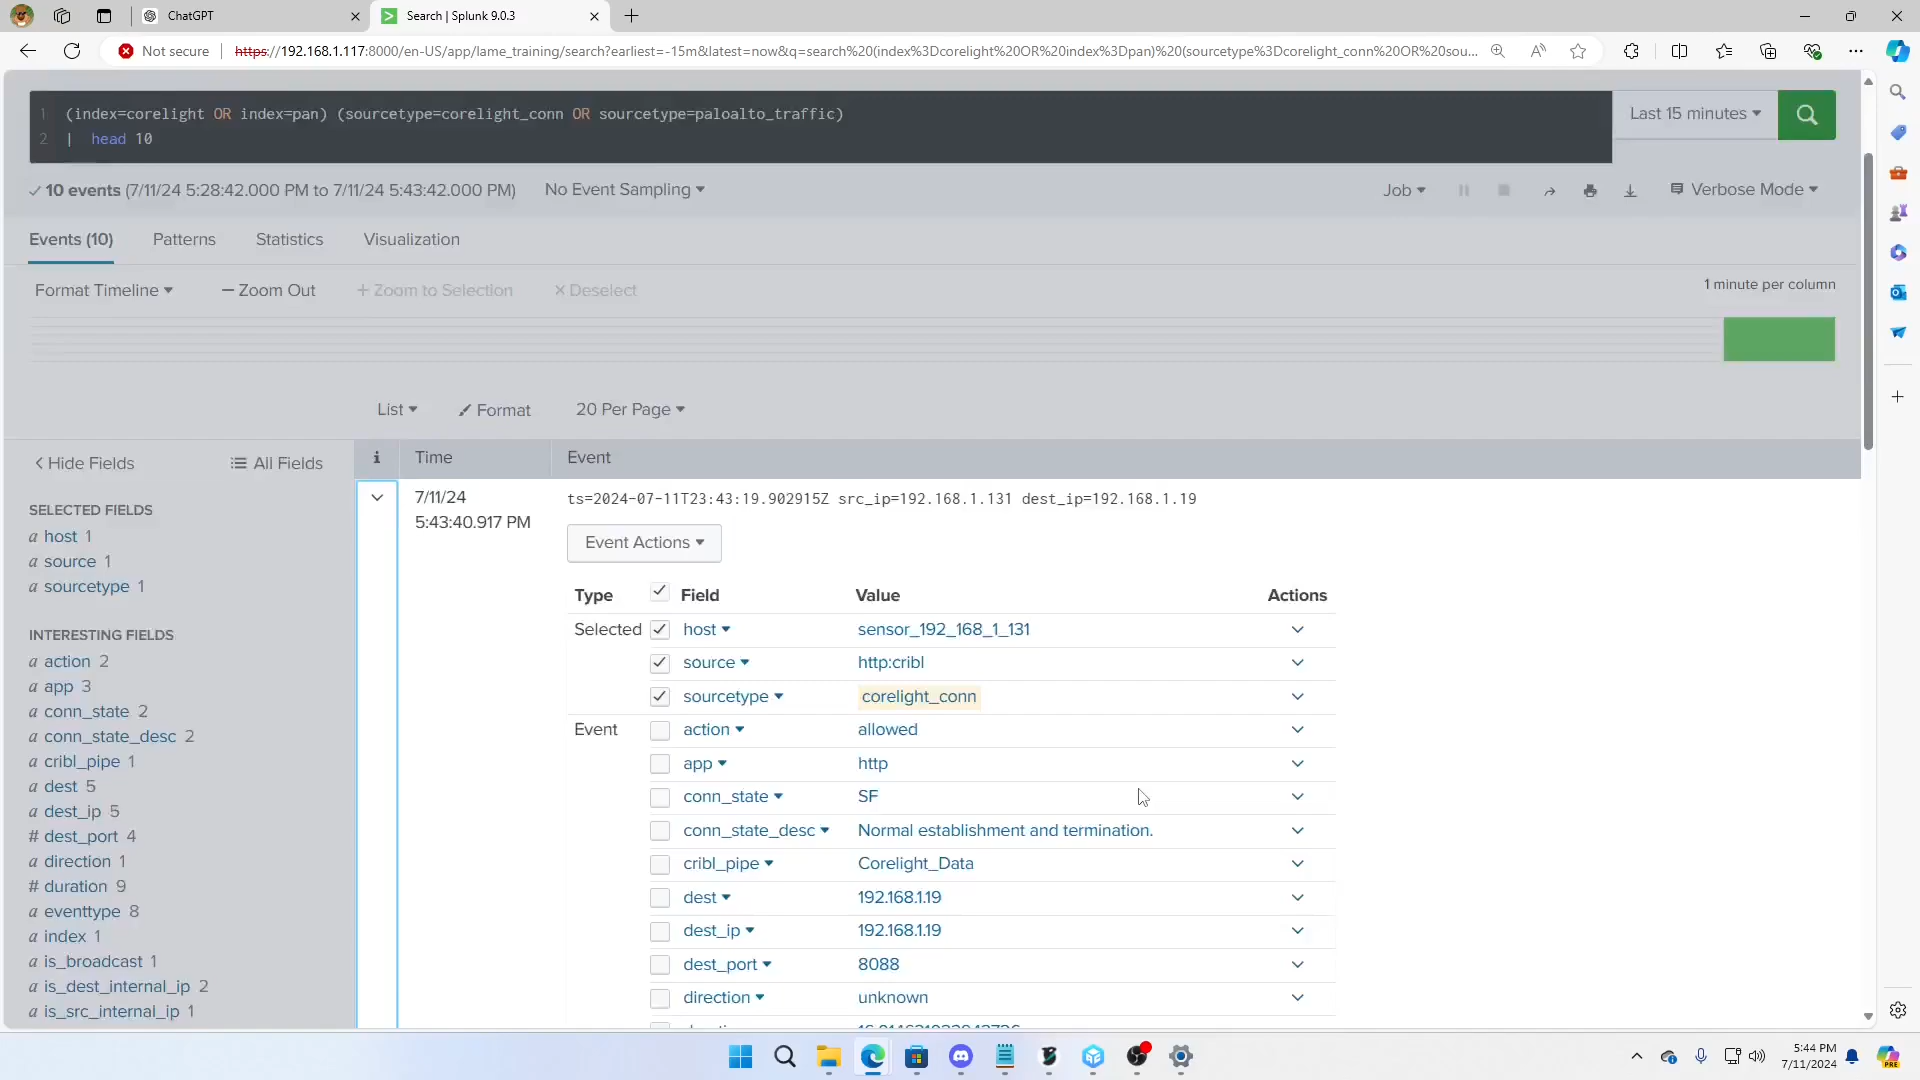 ChatGPT
Search | Splunk 9.0.3
Not secure
https://192.168.1.117:8000/en-US/app/lame_training/search?earliest=-15m&latest=now&q=search%20(index%3Dcorelight%20OR%20index%3Dpan)%20(sourcetype%3Dcorelight_conn%20OR%20sou...
1 (index=corelight OR index=pan) (sourcetype=corelight_conn OR sourcetype=paloalto_traffic)
2 | head 10
Last 15 minutes
10 events (7/11/24 5:28:42.000 PM to 7/11/24 5:43:42.000 PM)
No Event Sampling
Job
Verbose Mode
Events (10)
Patterns
Statistics
Visualization
Format Timeline
— Zoom Out
+ Zoom to Selection
× Deselect
1 minute per column
List
Format
20 Per Page
< Hide Fields
All Fields
i
Time
Event
SELECTED FIELDS
a host 1
a source 1
a sourcetype 1
INTERESTING FIELDS
a action 2
a app 3
a conn_state 2
a conn_state_desc 2
a cribl_pipe 1
a dest 5
a dest_ip 5
# dest_port 4
a direction 1
# duration 9
a eventtype 8
a index 1
a is_broadcast 1
a is_dest_internal_ip 2
a is_src_internal_ip 1
7/11/24
5:43:40.917 PM
ts=2024-07-11T23:43:19.902915Z src_ip=192.168.1.131 dest_ip=192.168.1.19
Event Actions
Type Field Value Actions
Selected host sensor_192_168_1_131
source http:cribl
sourcetype corelight_conn
Event action allowed
app http
conn_state SF
conn_state_desc Normal establishment and termination.
cribl_pipe Corelight_Data
dest 192.168.1.19
dest_ip 192.168.1.19
dest_port 8088
direction unknown
5:44 PM
7/11/2024
PRE